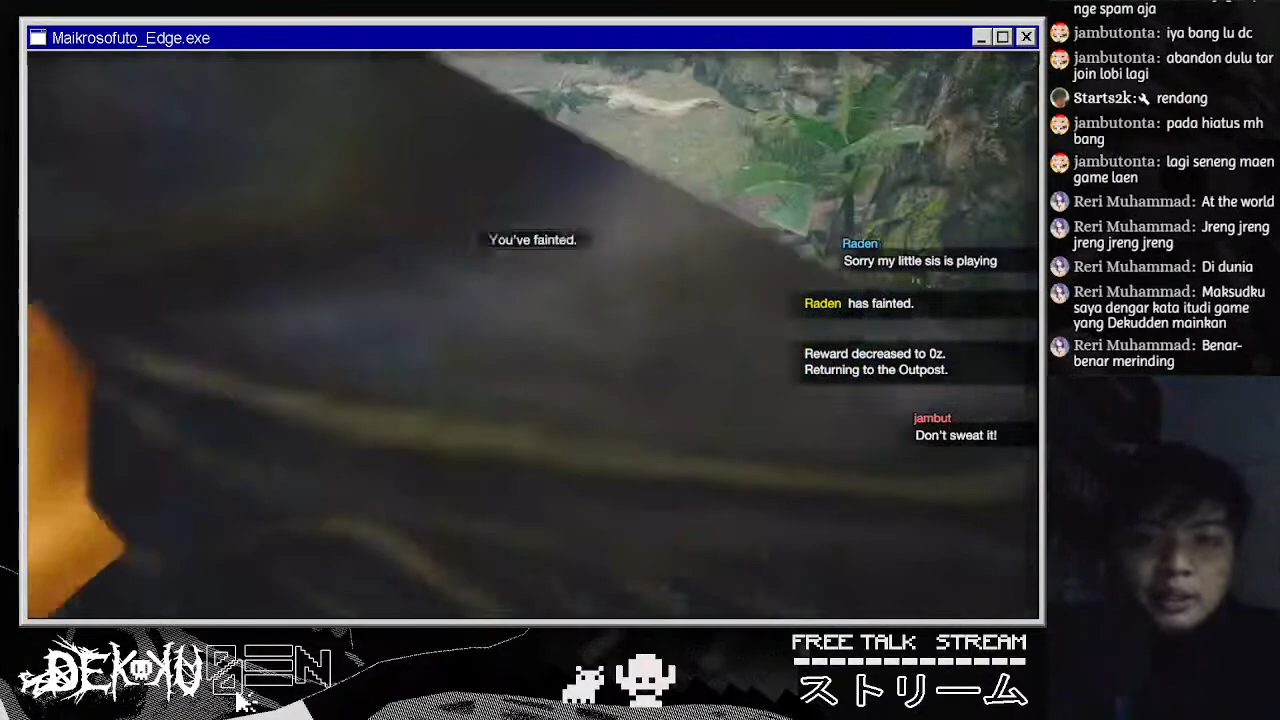 Maikrosofuto_Edge.exe
You've fainted.
Raden
Sorry my little sis is playing
Raden has fainted.
Reward decreased to 0z.
Returning to the Outpost.
jambut
Don't sweat it!
nge spam aja
jambutonta: iya bang lu dc
jambutonta: abandon dulu tar
join lobi lagi
Starts2k: rendang
jambutonta: pada hiatus mh
bang
jambutonta: lagi seneng maen
game laen
Reri Muhammad: At the world
Reri Muhammad: Jreng jreng
jreng jreng jreng
Reri Muhammad: Di dunia
Reri Muhammad: Maksudku
saya dengar kata itudi game
yang Dekudden mainkan
Reri Muhammad: Benar-
benar merinding
FREE TALK STREAM
ストリーム